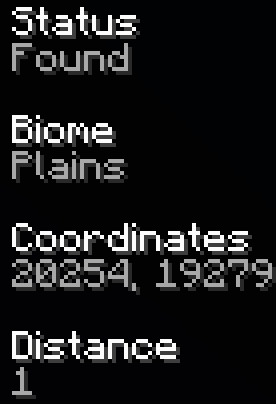 Status
Found
Biome
Plains
Coordinates
20254, 19279
Distance
1